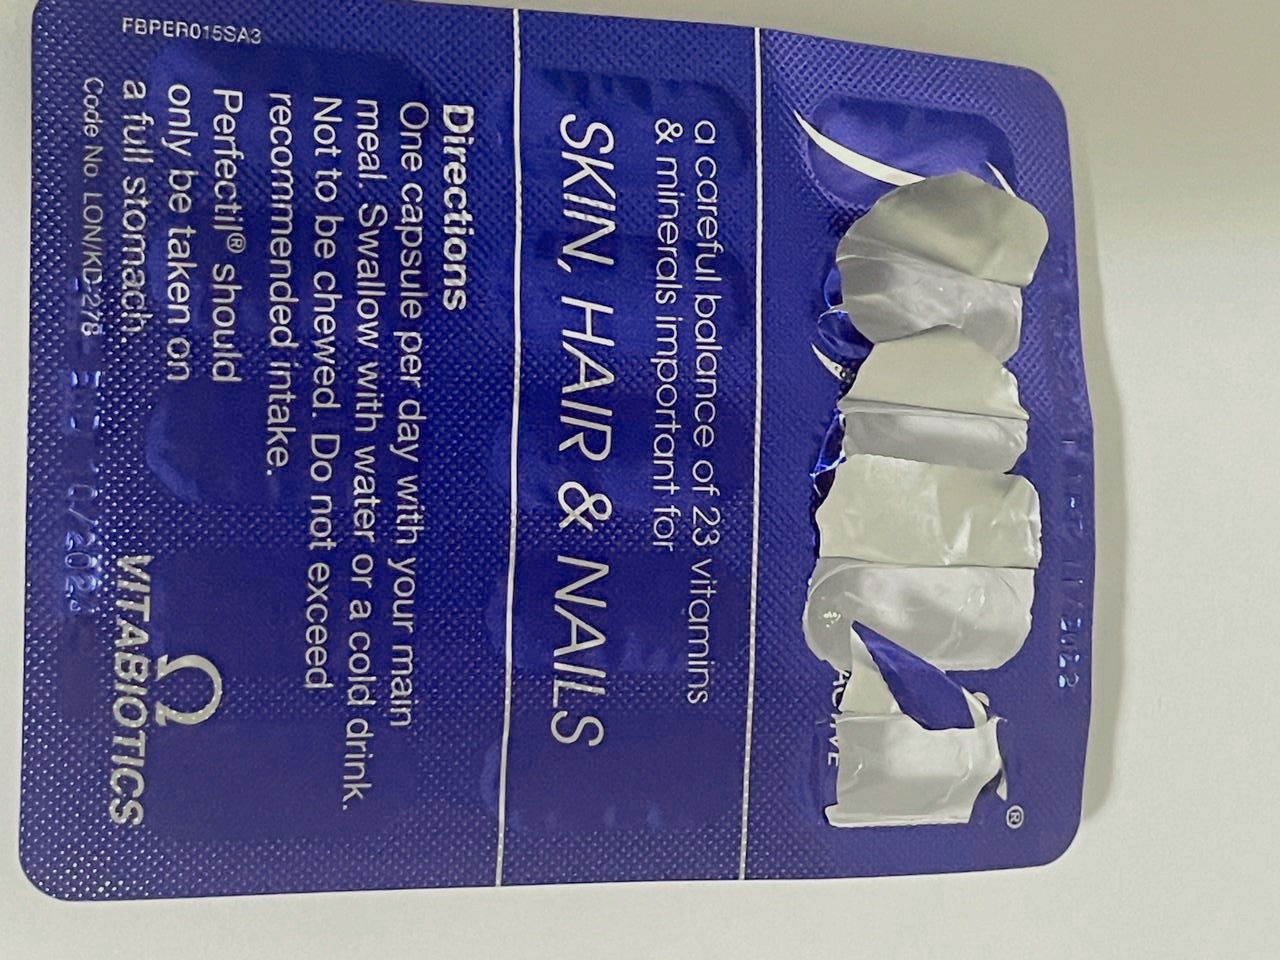 ®
ACTIVE
a careful balance of 23 vitamins
& minerals important for
SKIN, HAIR & NAILS
Directions
One capsule per day with your main
meal. Swallow with water or a cold drink.
Not to be chewed. Do not exceed
recommended intake.
Perfectil® should
only be taken on
a full stomach.
VITABIOTICS
Code No. LON/KD-278
FBPER015SA3